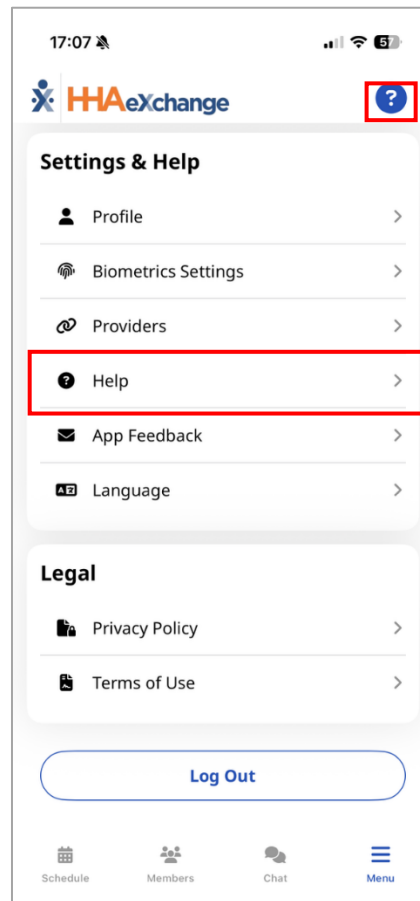 17:07
57
HHAeXchange
?
Settings & Help
Profile
Biometrics Settings
Providers
? Help
App Feedback
Language
Legal
Privacy Policy
Terms of Use
Log Out
Schedule Members Chat Menu